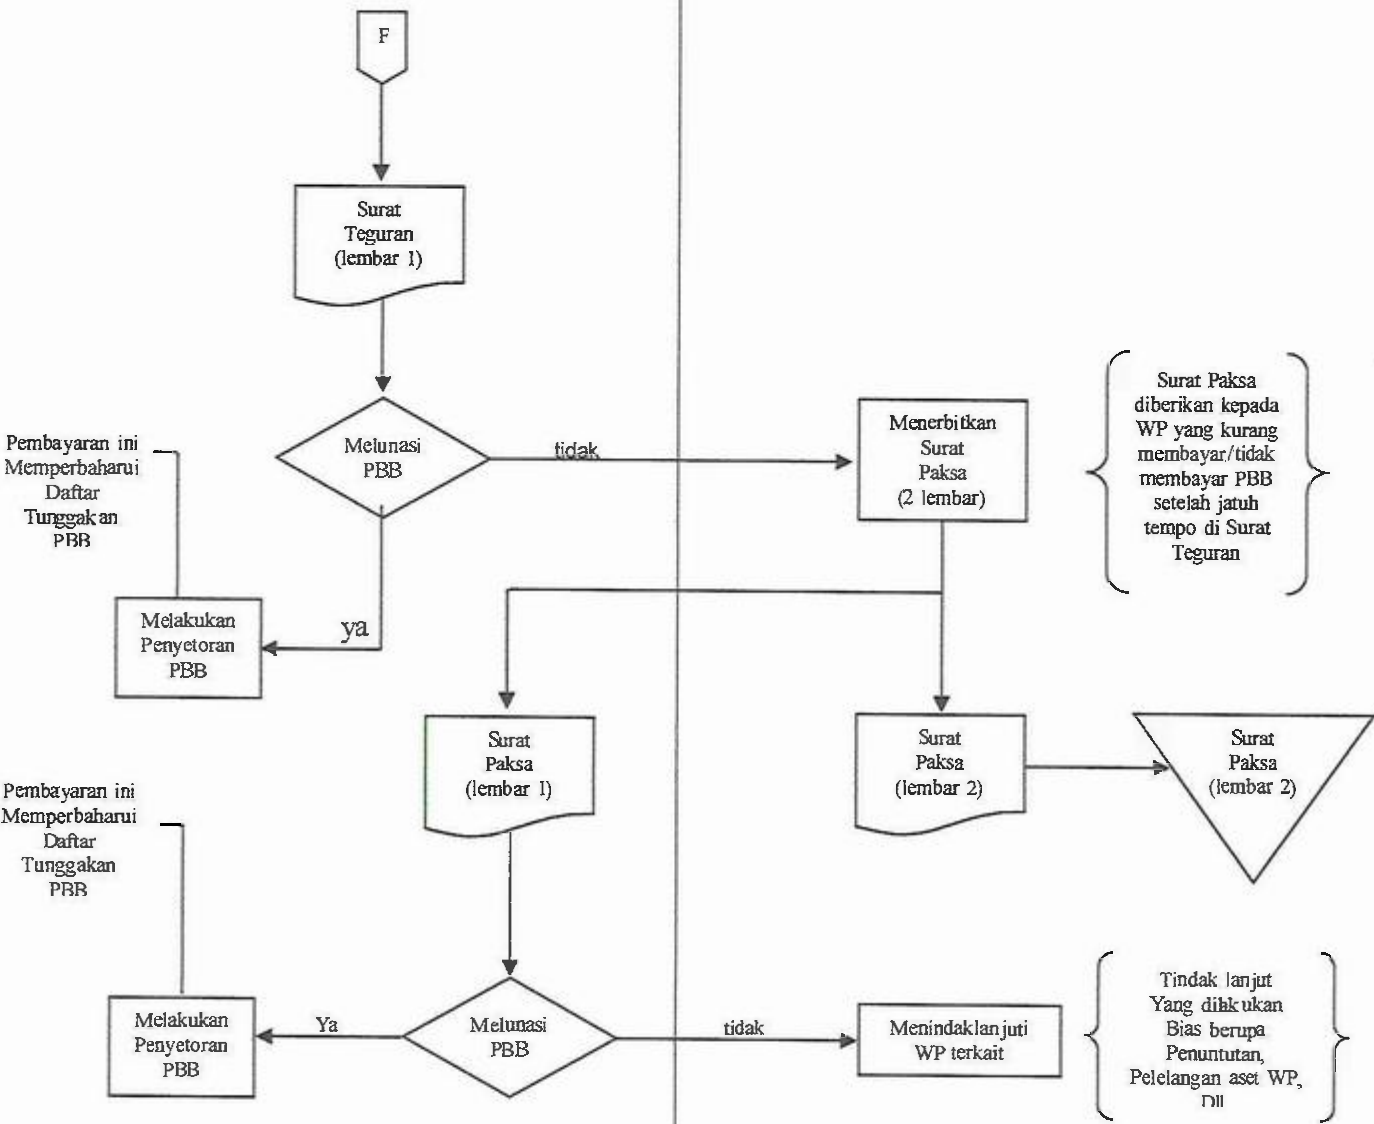 F
Surat
Teguran
(lembar 1)
Melunasi
PBB
tidak
Menerbitkan
Surat
Paksa
(2 lembar)
Surat Paksa
diberikan kepada
WP yang kurang
membayar/tidak
membayar PBB
setelah jatuh
tempo di Surat
Teguran
Pembayaran ini
Memperbaharui
Daftar
Tunggakan
PBB
ya
Melakukan
Penyetoran
PBB
Surat
Paksa
(lembar 1)
Surat
Paksa
(lembar 2)
Surat
Paksa
(lembar 2)
Pembayaran ini
Memperbaharui
Daftar
Tunggakan
PBB
Melakukan
Penyetoran
PBB
Ya
Melunasi
PBB
tidak
Menindaklanjuti
WP terkait
Tindak lanjut
Yang dilakukan
Bias berupa
Penuntutan,
Pelelangan aset WP,
Dll